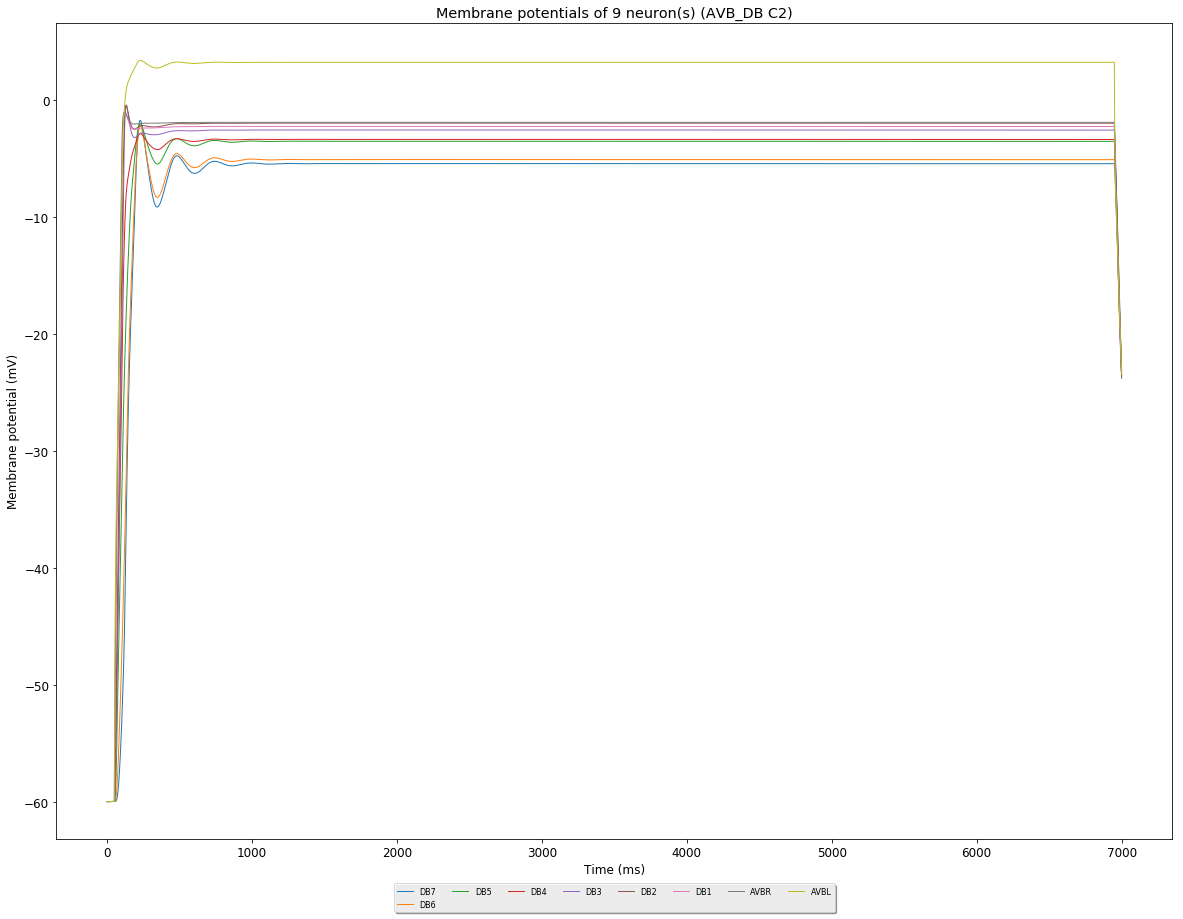 Membrane potentials of 9 neuron(s) (AVB_DB C2)
Membrane potential (mV)
0
−10
−20
−30
−40
−50
−60
0 1000 2000 3000 4000 5000 6000 7000
Time (ms)
DB7 DB5 DB4 DB3 DB2 DB1 AVBR AVBL
DB6